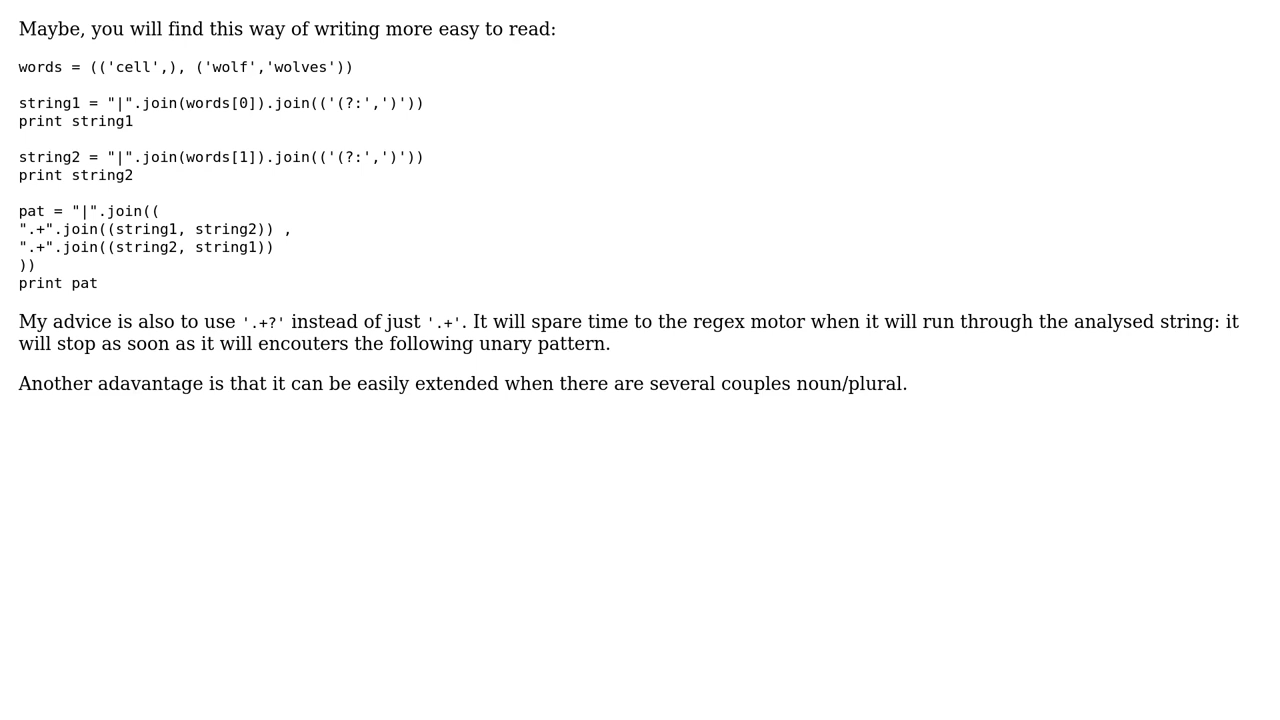 Maybe, you will find this way of writing more easy to read:
words = (('cell',), ('wolf','wolves'))
string1 = "|".join(words[0]).join(('(?:',')'))
print string1
string2 = "|".join(words[1]).join(('(?:',')'))
print string2
pat = "|".join((
".+".join((string1, string2)) ,
".+".join((string2, string1))
))
print pat
My advice is also to use '.+?' instead of just '.+'. It will spare time to the regex motor when it will run through the analysed string: it
will stop as soon as it will encouters the following unary pattern.
Another adavantage is that it can be easily extended when there are several couples noun/plural.